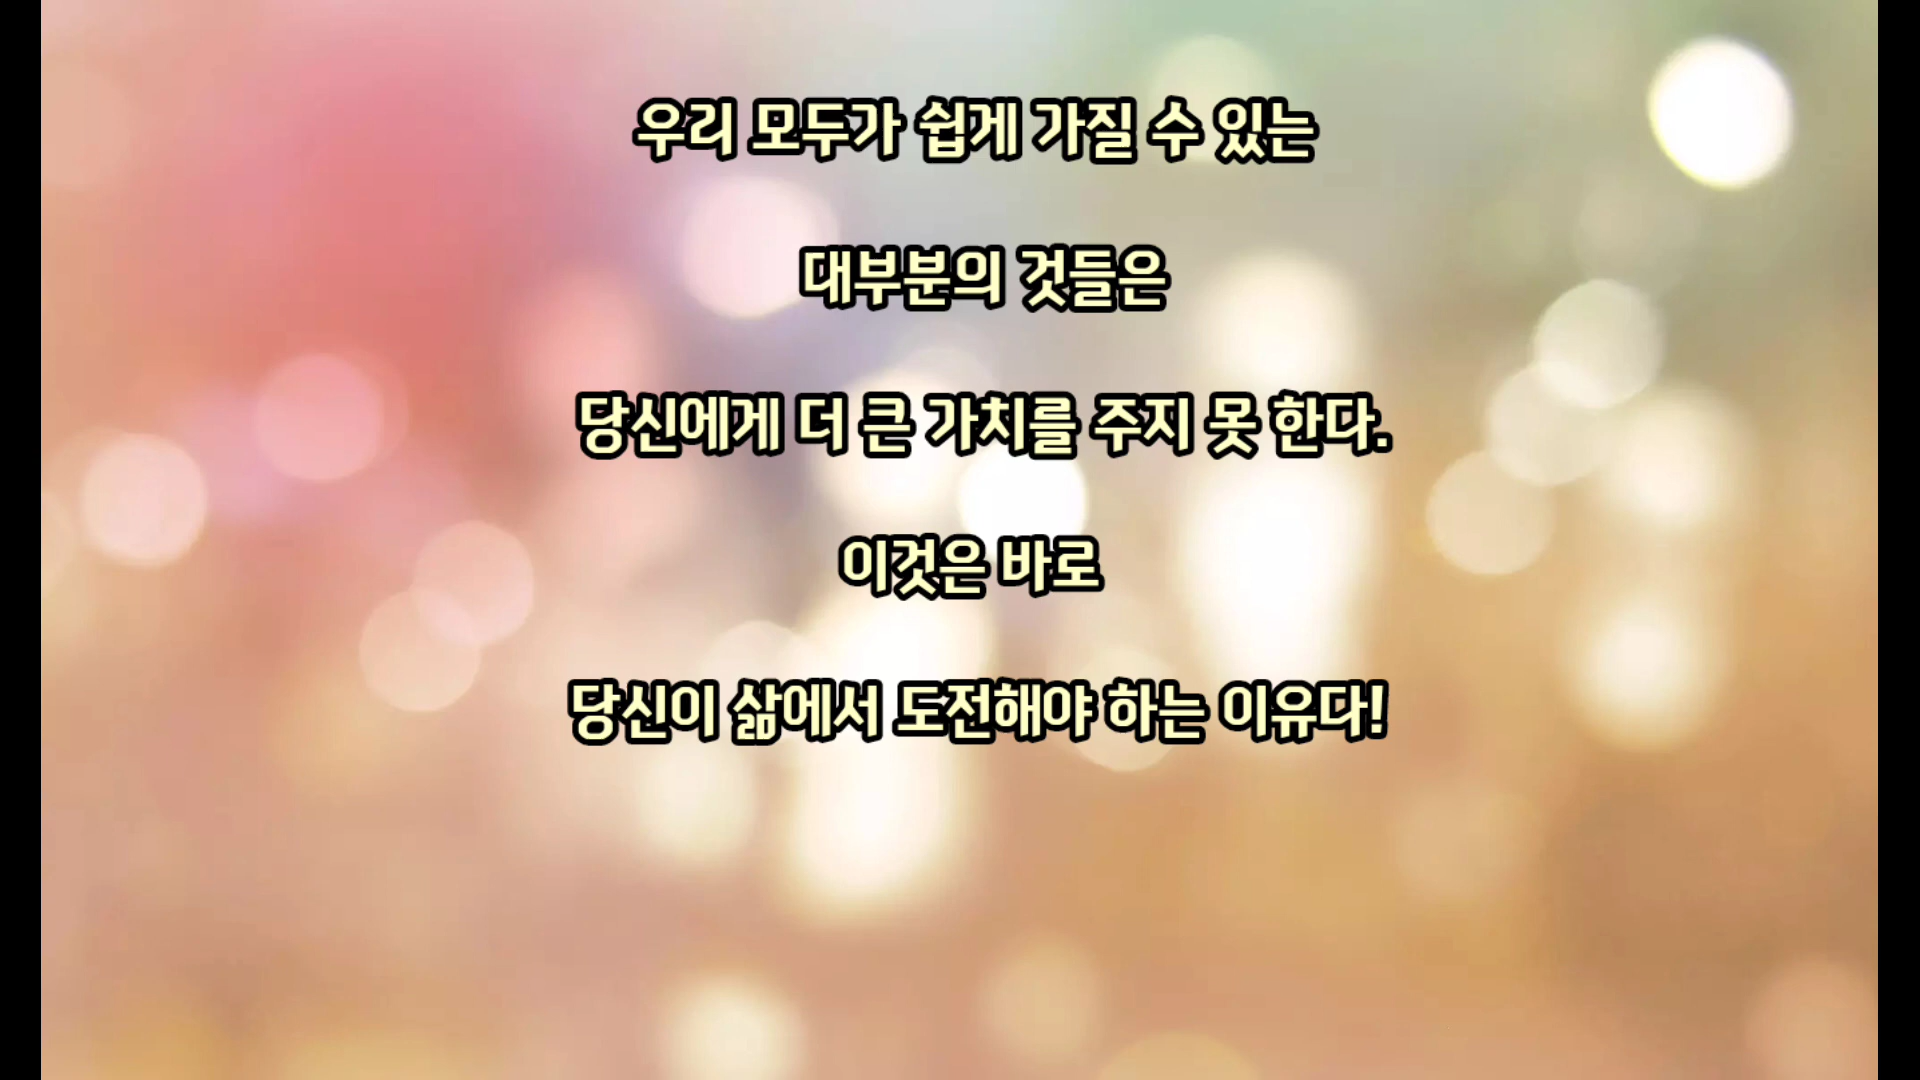 우리 모두가 쉽게 가질 수 있는
대부분의 것들은
당신에게 더 큰 가치를 주지 못 한다.
이것은 바로
당신이 삶에서 도전해야 하는 이유다!